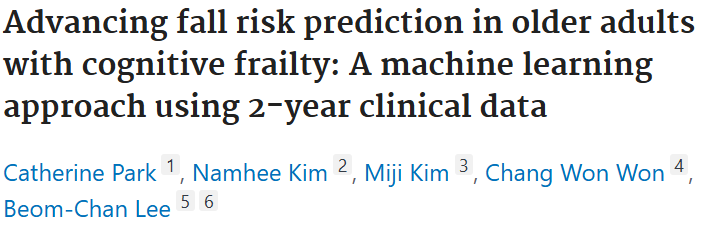 Advancing fall risk prediction in older adults
with cognitive frailty: A machine learning
approach using 2-year clinical data
Catherine Park 1, Namhee Kim 2, Miji Kim 3, Chang Won Won 4,
Beom-Chan Lee 5 6